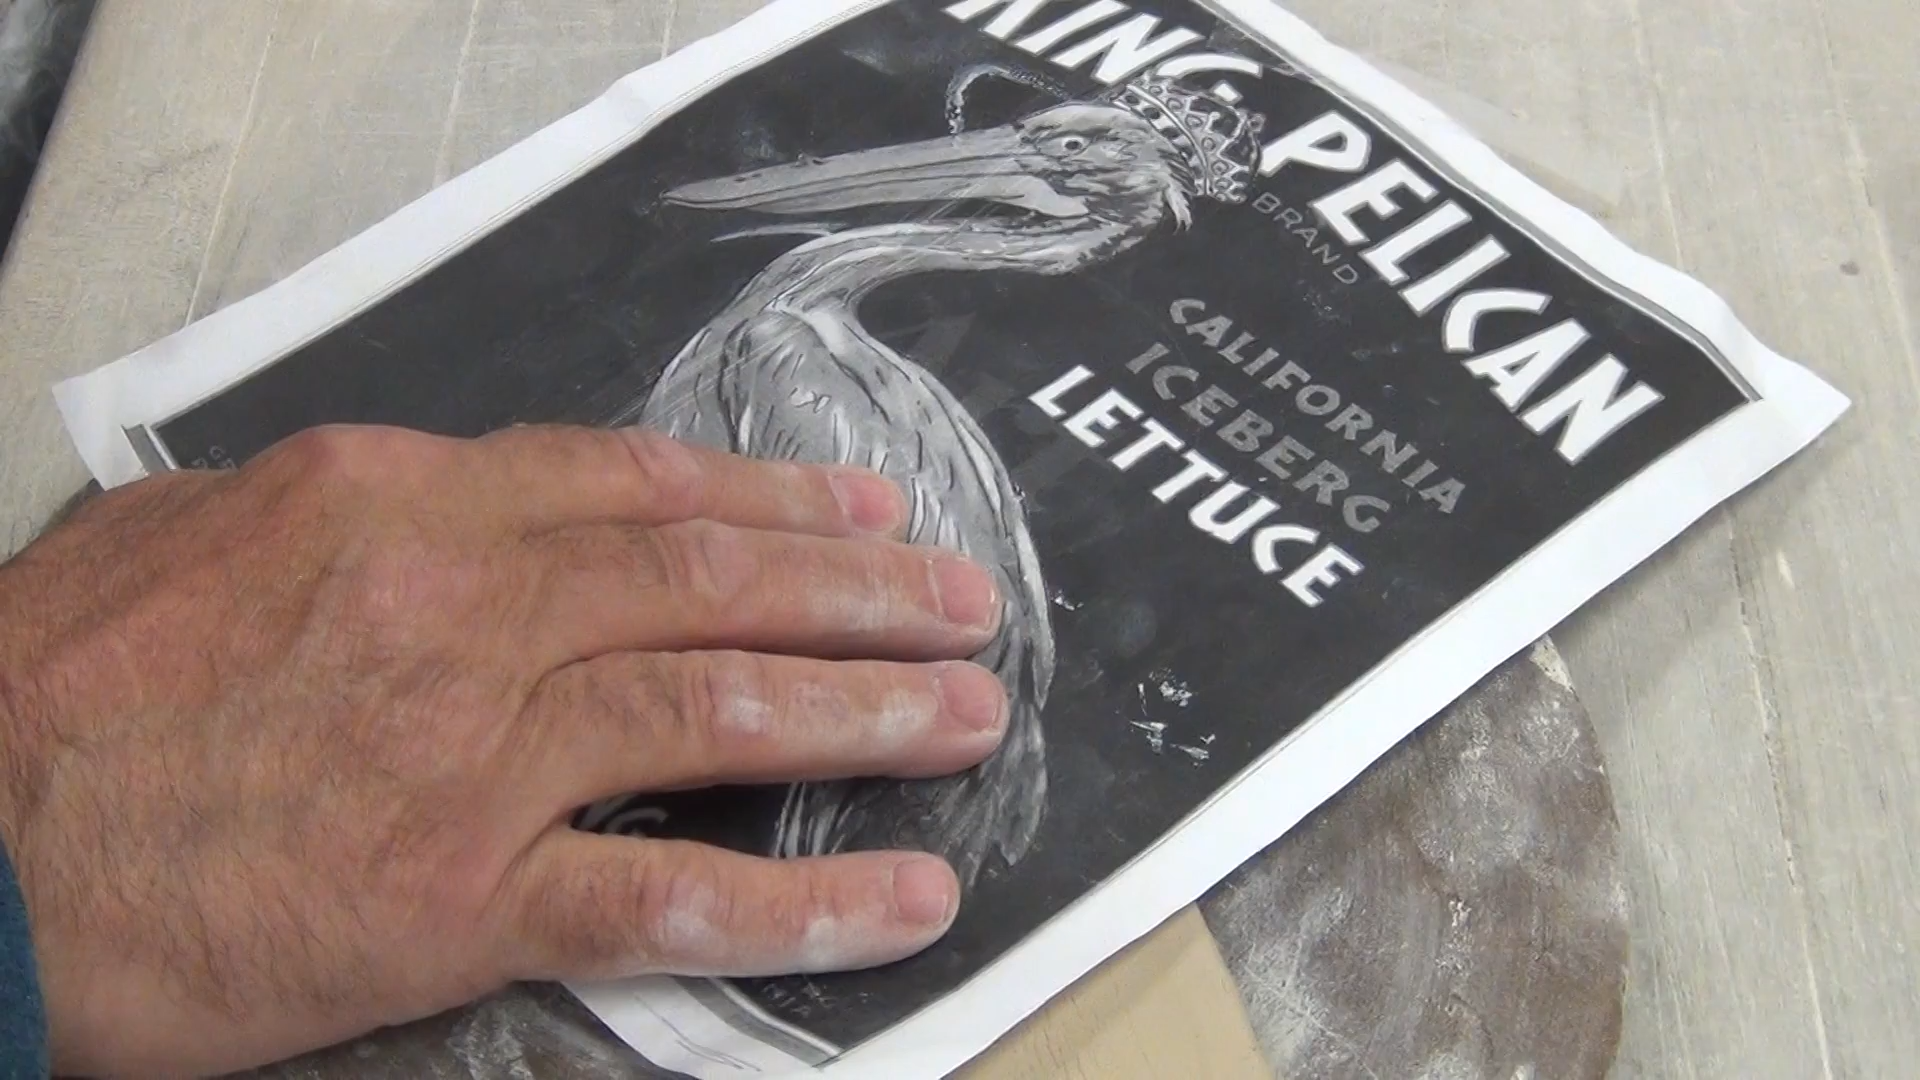 KING PELICAN
BRAND
CALIFORNIA
ICEBERG
LETTUCE